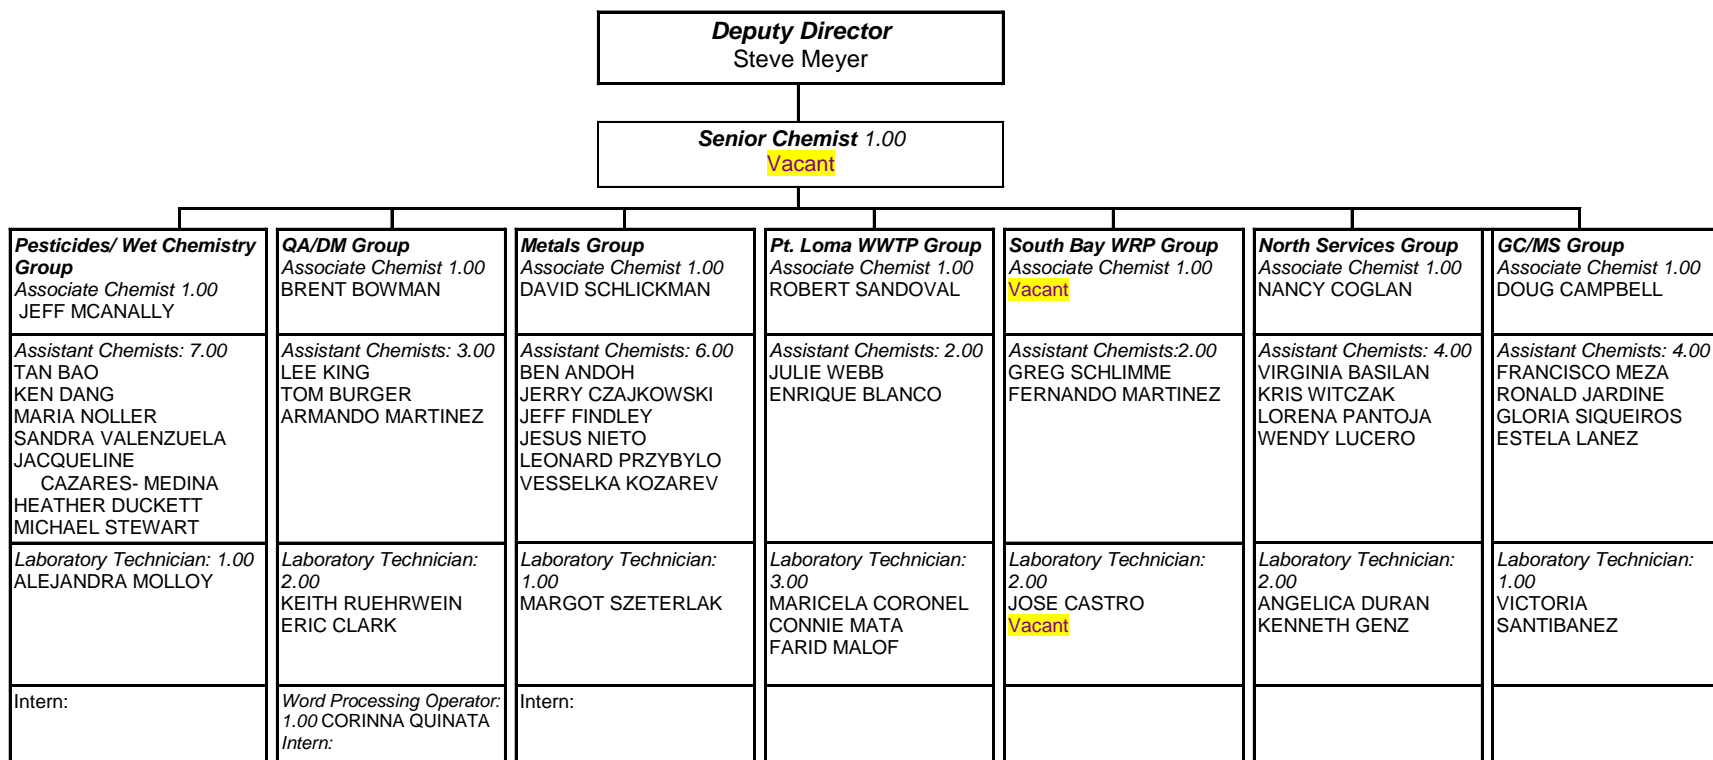 Deputy Director
Steve Meyer
Senior Chemist 1.00
Vacant
Pesticides/ Wet Chemistry
Group
Associate Chemist 1.00
JEFF MCANALLY
Assistant Chemists: 7.00
TAN BAO
KEN DANG
MARIA NOLLER
SANDRA VALENZUELA
JACQUELINE
CAZARES- MEDINA
HEATHER DUCKETT
MICHAEL STEWART
Laboratory Technician: 1.00
ALEJANDRA MOLLOY
Intern:
QA/DM Group
Associate Chemist 1.00
BRENT BOWMAN
Assistant Chemists: 3.00
LEE KING
TOM BURGER
ARMANDO MARTINEZ
Laboratory Technician:
2.00
KEITH RUEHRWEIN
ERIC CLARK
Word Processing Operator:
1.00 CORINNA QUINATA
Intern:
Metals Group
Associate Chemist 1.00
DAVID SCHLICKMAN
Assistant Chemists: 6.00
BEN ANDOH
JERRY CZAJKOWSKI
JEFF FINDLEY
JESUS NIETO
LEONARD PRZYBYLO
VESSELKA KOZAREV
Laboratory Technician:
1.00
MARGOT SZETERLAK
Intern:
Pt. Loma WWTP Group
Associate Chemist 1.00
ROBERT SANDOVAL
Assistant Chemists: 2.00
JULIE WEBB
ENRIQUE BLANCO
Laboratory Technician:
3.00
MARICELA CORONEL
CONNIE MATA
FARID MALOF
South Bay WRP Group
Associate Chemist 1.00
Vacant
Assistant Chemists:2.00
GREG SCHLIMME
FERNANDO MARTINEZ
Laboratory Technician:
2.00
JOSE CASTRO
Vacant
North Services Group
Associate Chemist 1.00
NANCY COGLAN
Assistant Chemists: 4.00
VIRGINIA BASILAN
KRIS WITCZAK
LORENA PANTOJA
WENDY LUCERO
Laboratory Technician:
2.00
ANGELICA DURAN
KENNETH GENZ
GC/MS Group
Associate Chemist 1.00
DOUG CAMPBELL
Assistant Chemists: 4.00
FRANCISCO MEZA
RONALD JARDINE
GLORIA SIQUEIROS
ESTELA LANEZ
Laboratory Technician:
1.00
VICTORIA
SANTIBANEZ